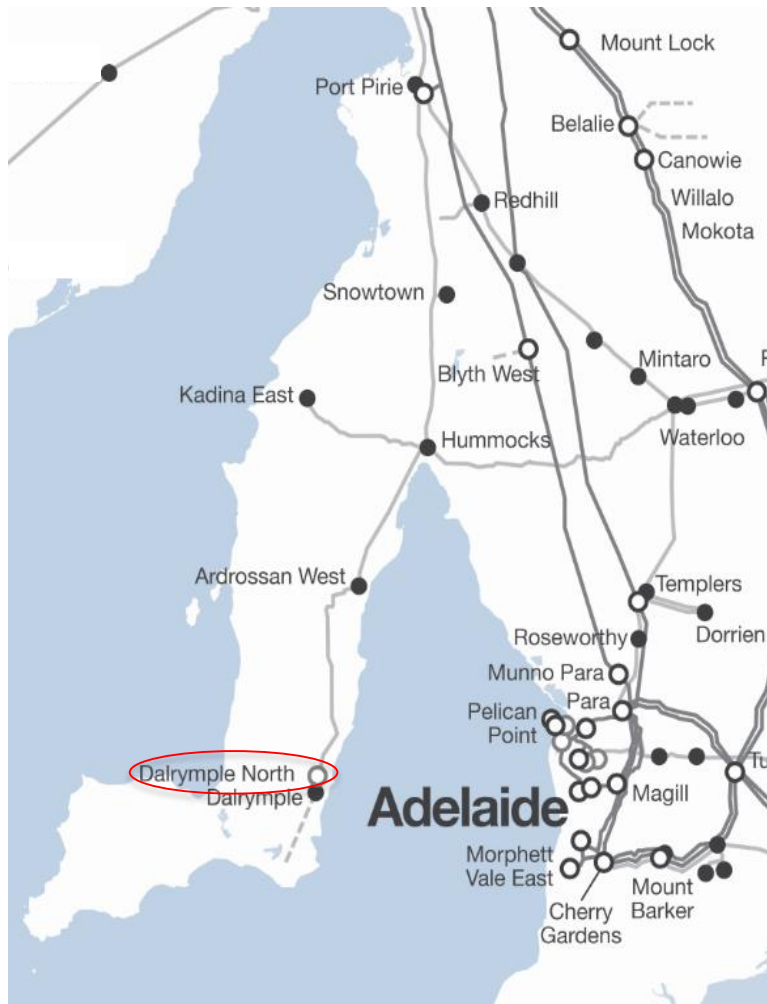 Mount Lock
Port Pirie
Belalie
Canowie
Redhill
Willalo
Mokota
Snowtown
Mintaro
Blyth West
Kadina East
Waterloo
Hummocks
Ardrossan West
Templers
Dorrien
Roseworthy
Munno Para
Para
Pelican
Point
Tu
Dalrymple North
Dalrymple
Adelaide
Magill
Morphett
Vale East
Mount
Barker
Cherry
Gardens